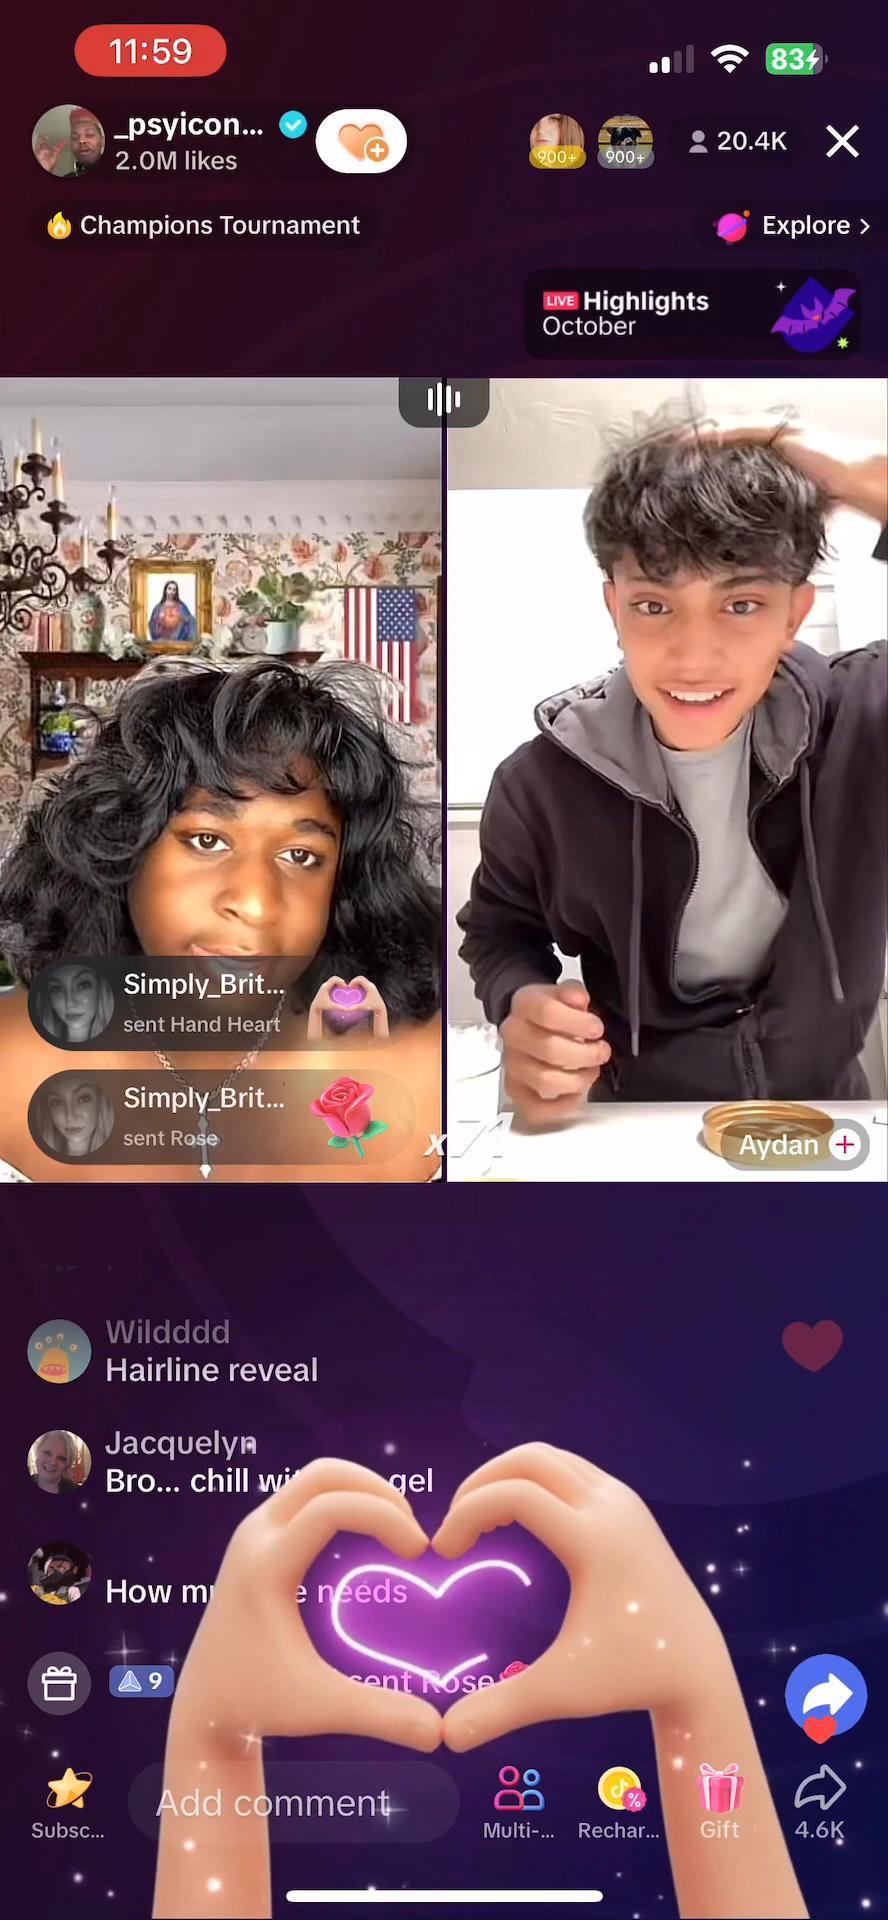 11:59
83
_psyicon...
2.0M likes
900+
900+
20.4K
Champions Tournament
Explore >
LIVE Highlights
October
Simply_Brit...
sent Hand Heart
Simply_Brit...
sent Rose
x71
Aydan +
Wildddd
Hairline reveal
Jacquelyn
Bro... chill gel
How needs
9
sent Rose
Add comment
Subsc...
Multi-...
Rechar...
Gift
4.6K